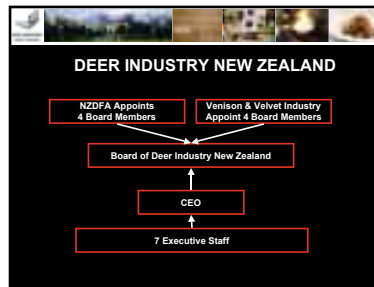 DEER INDUSTRY NEW ZEALAND
NZDFA Appoints
4 Board Members
Venison & Velvet Industry
Appoint 4 Board Members
Board of Deer Industry New Zealand
CEO
7 Executive Staff